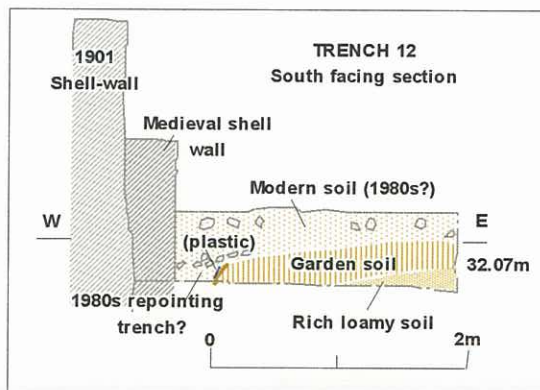 TRENCH 12
South facing section
1901
Shell-wall
Medieval shell
wall
Modern soil (1980s?)
W
E
(plastic)
Garden soil
32.07m
1980s repointing
trench?
Rich loamy soil
0
2m